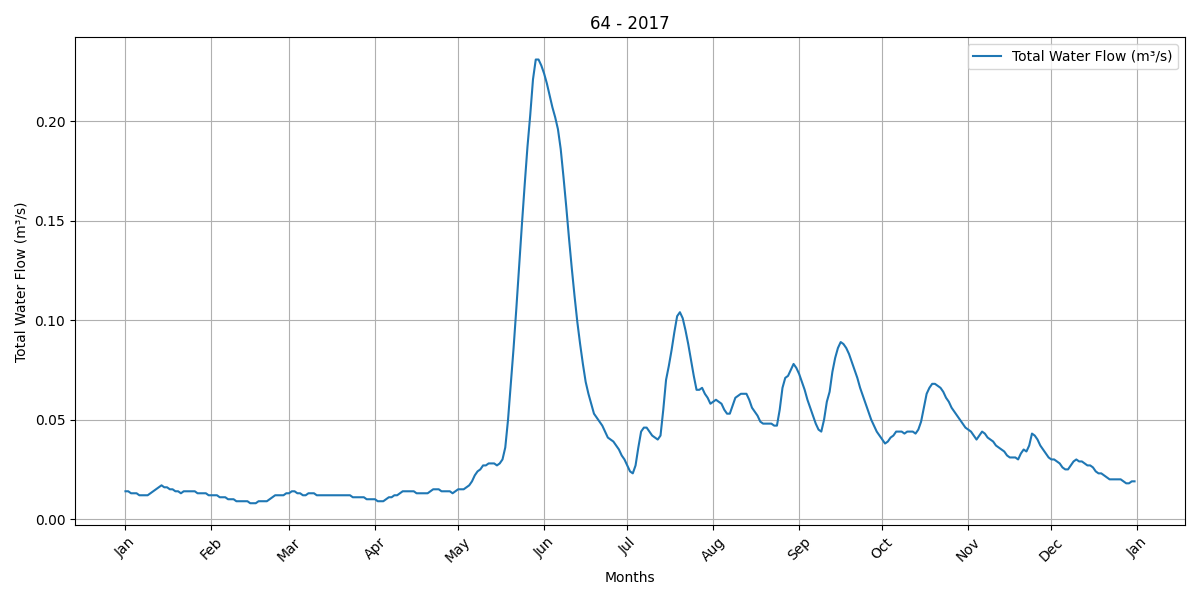 64 - 2017
Total Water Flow (m³/s)
Total Water Flow (m³/s)
0.20
0.15
0.10
0.05
0.00
Jan
Feb
Mar
Apr
May
Jun
Jul
Aug
Sep
Oct
Nov
Dec
Jan
Months